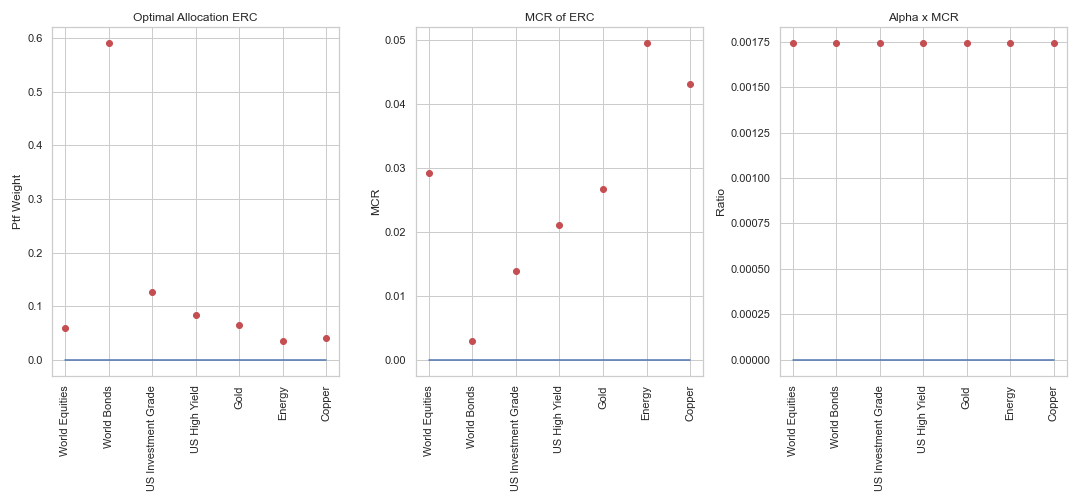 Optimal Allocation ERC
Ptf Weight
0.6
0.5
0.4
0.3
0.2
0.1
0.0
World Equities
World Bonds
US Investment Grade
US High Yield
Gold
Energy
Copper
MCR of ERC
MCR
0.05
0.04
0.03
0.02
0.01
0.00
World Equities
World Bonds
US Investment Grade
US High Yield
Gold
Energy
Copper
Alpha x MCR
Ratio
0.00175
0.00150
0.00125
0.00100
0.00075
0.00050
0.00025
0.00000
World Equities
World Bonds
US Investment Grade
US High Yield
Gold
Energy
Copper